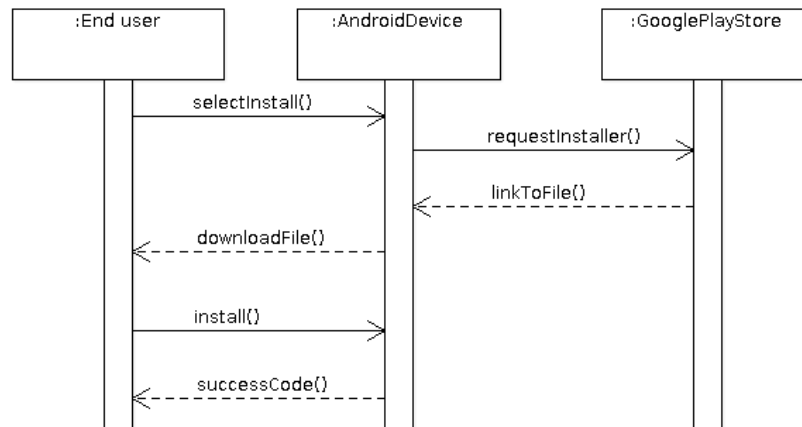 :End user
:AndroidDevice
:GooglePlayStore
selectInstall()
requestInstaller()
linkToFile()
downloadFile()
install()
successCode()